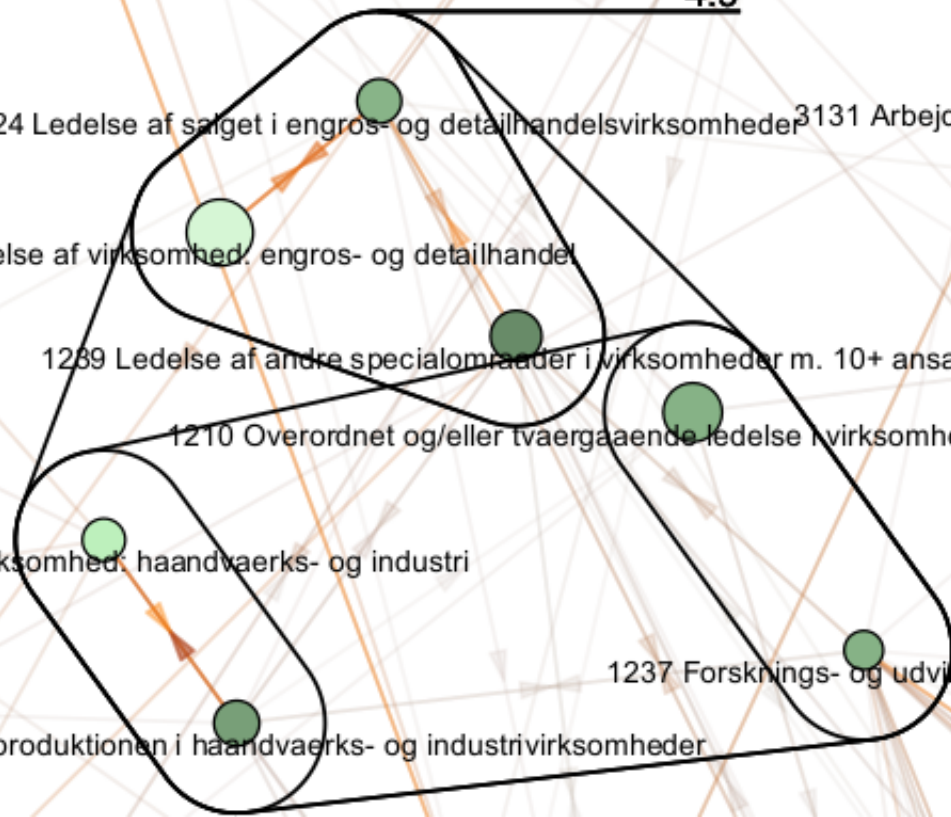 4.3
24 Ledelse af salget i engros- og detailhandelsvirksomheder
3131 Arbejd
else af virksomhed: engros- og detailhandel
1239 Ledelse af andre specialomraader i virksomheder m. 10+ ansa
1210 Overordnet og/eller tvaergaaende ledelse i virksomhe
ksomhed: haandvaerks- og industri
1237 Forsknings- og udvi
produktionen i haandvaerks- og industrivirksomheder